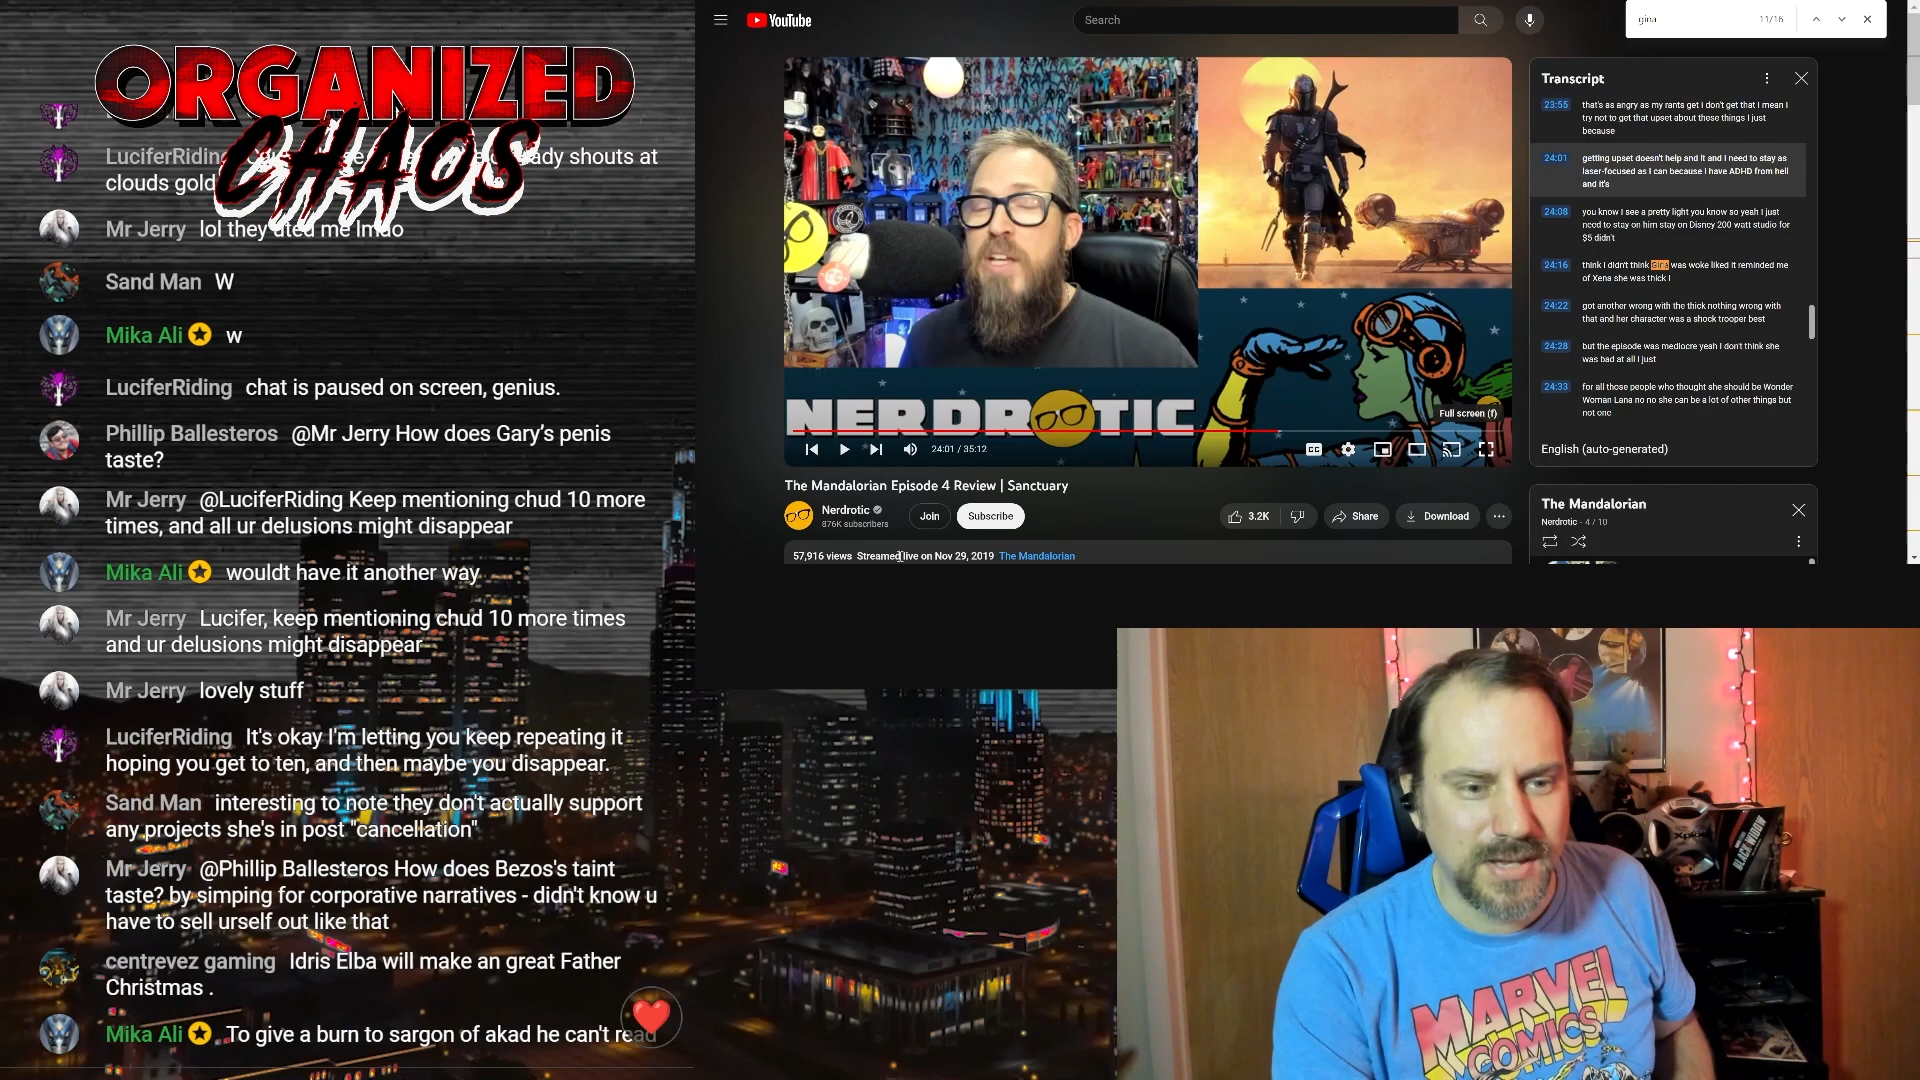 ORGANIZED
CHAOS
LuciferRiding
ady shouts at
clouds gold
Mr Jerry lol they
me lmao
Sand Man W
Mika Ali w
LuciferRiding chat is paused on screen, genius.
Phillip Ballesteros @Mr Jerry How does Gary's penis
taste?
Mr Jerry @LuciferRiding Keep mentioning chud 10 more
times, and all ur delusions might disappear
Mika Ali wouldt have it another way
Mr Jerry Lucifer, keep mentioning chud 10 more times
and ur delusions might disappear
Mr Jerry lovely stuff
LuciferRiding It's okay I'm letting you keep repeating it
hoping you get to ten, and then maybe you disappear.
Sand Man interesting to note they don't actually support
any projects she's in post "cancellation"
Mr Jerry @Phillip Ballesteros How does Bezos's taint
taste? by simping for corporative narratives - didn't know u
have to sell urself out like that
centrevez gaming Idris Elba will make an great Father
Christmas .
Mika Ali To give a burn to sargon of akad he can't read
YouTube
Search
gina
11/16
NERDROTIC
Full screen (f)
24:01 / 35:12
CC
The Mandalorian Episode 4 Review | Sanctuary
Nerdrotic
876K subscribers
Join
Subscribe
3.2K
Share
Download
57,916 views Streamed live on Nov 29, 2019 The Mandalorian
Transcript
23:55 that's as angry as my rants get I don't get that I mean I
try not to get that upset about these things I just
because
24:01 getting upset doesn't help and it and I need to stay as
laser-focused as I can because I have ADHD from hell
and it's
24:08 you know I see a pretty light you know so yeah I just
need to stay on him stay on Disney 200 watt studio for
$5 didn't
24:16 think I didn't think Gina was woke liked it reminded me
of Xena she was thick I
24:22 got another wrong with the thick nothing wrong with
that and her character was a shock trooper best
24:28 but the episode was mediocre yeah I don't think she
was bad at all I just
24:33 for all those people who thought she should be Wonder
Woman Lana no no she can be a lot of other things but
not one
English (auto-generated)
The Mandalorian
Nerdrotic - 4 / 10
BLACK WIDOW
MARVEL
COMICS